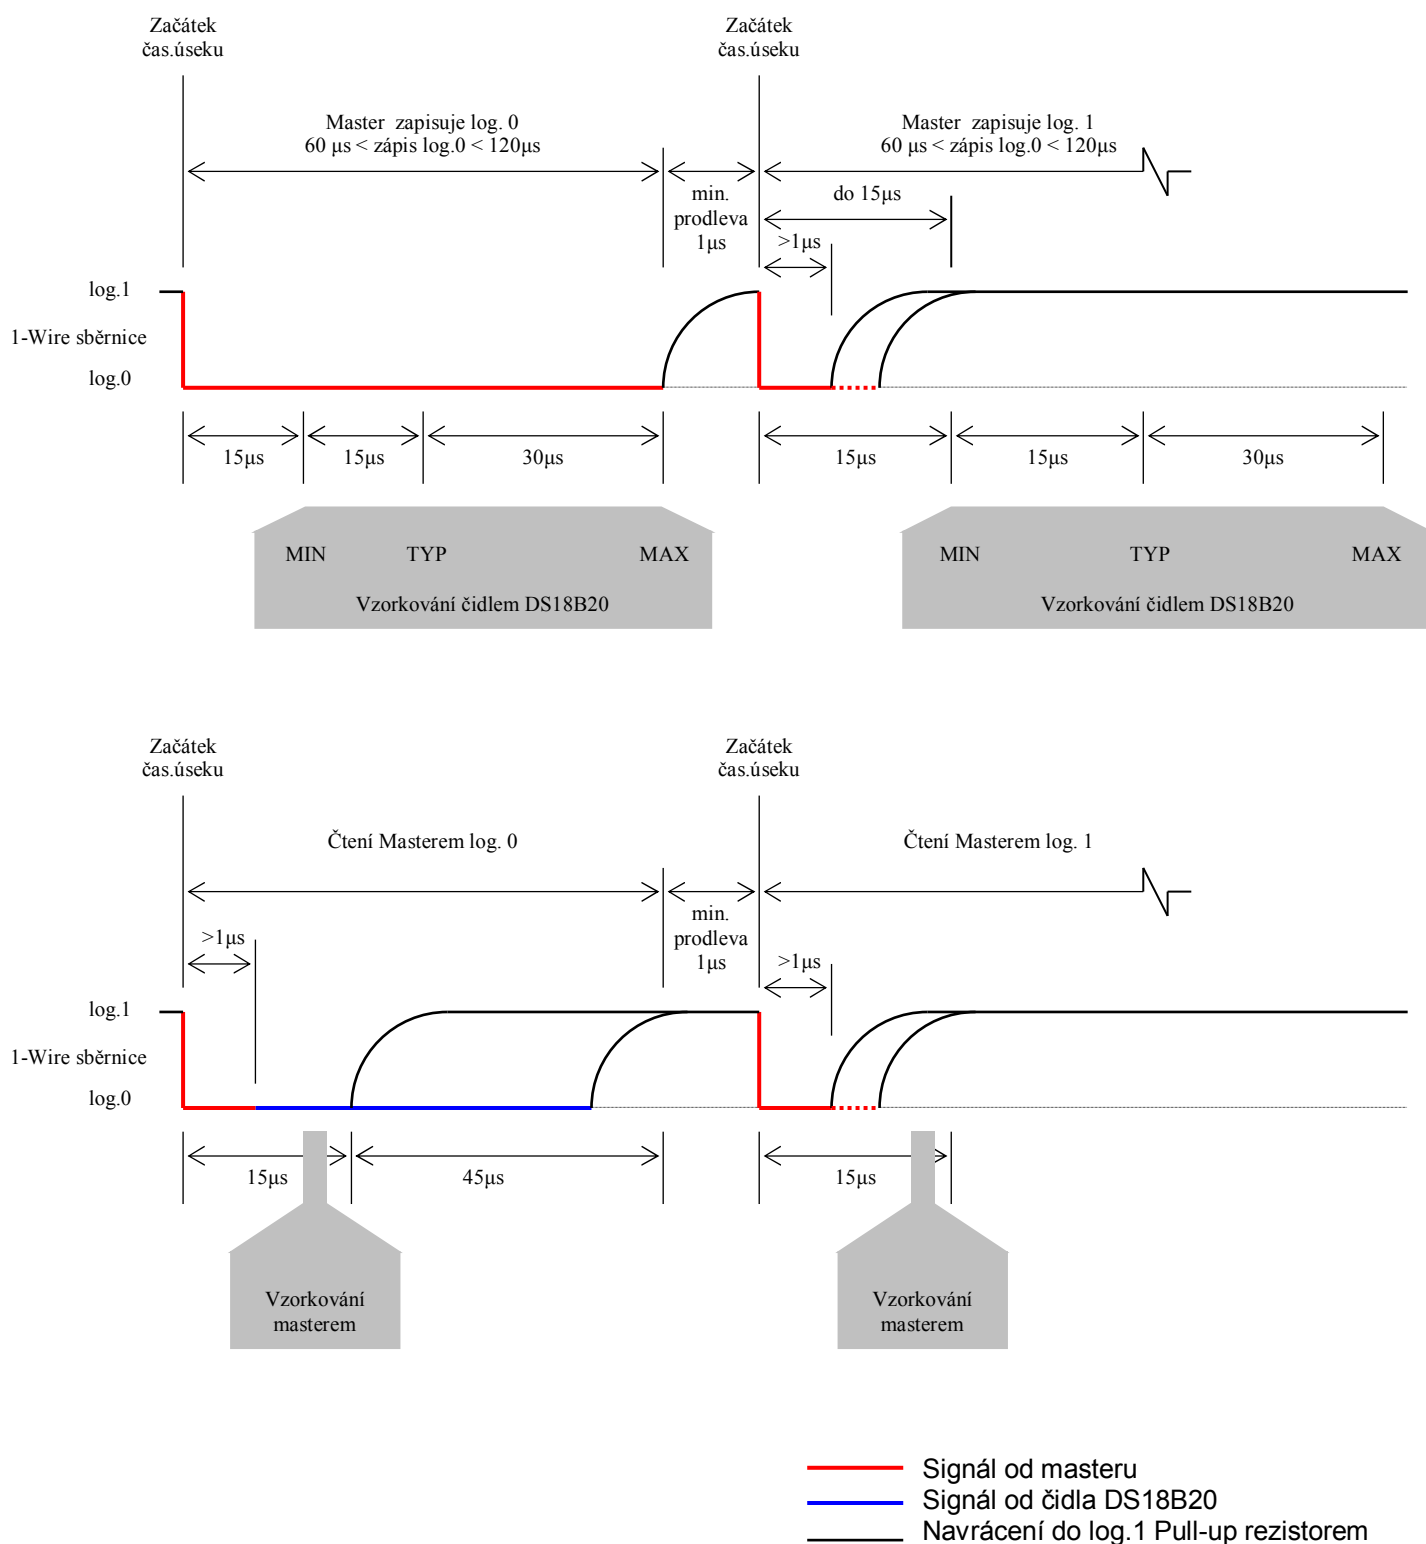 Začátek
čas.úseku
Začátek
čas.úseku
Master zapisuje log. 0
60 μs < zápis log.0 < 120μs
Master zapisuje log. 1
60 μs < zápis log.0 < 120μs
min.
prodleva
1μs
do 15μs
>1μs
log.1
1-Wire sběrnice
log.0
15μs
15μs
30μs
15μs
15μs
30μs
MIN
TYP
MAX
Vzorkování čidlem DS18B20
MIN
TYP
MAX
Vzorkování čidlem DS18B20
Začátek
čas.úseku
Začátek
čas.úseku
Čtení Masterem log. 0
Čtení Masterem log. 1
>1μs
min.
prodleva
1μs
>1μs
log.1
1-Wire sběrnice
log.0
15μs
45μs
15μs
Vzorkování
masterem
Vzorkování
masterem
Signál od masteru
Signál od čidla DS18B20
Navrácení do log.1 Pull-up rezistorem